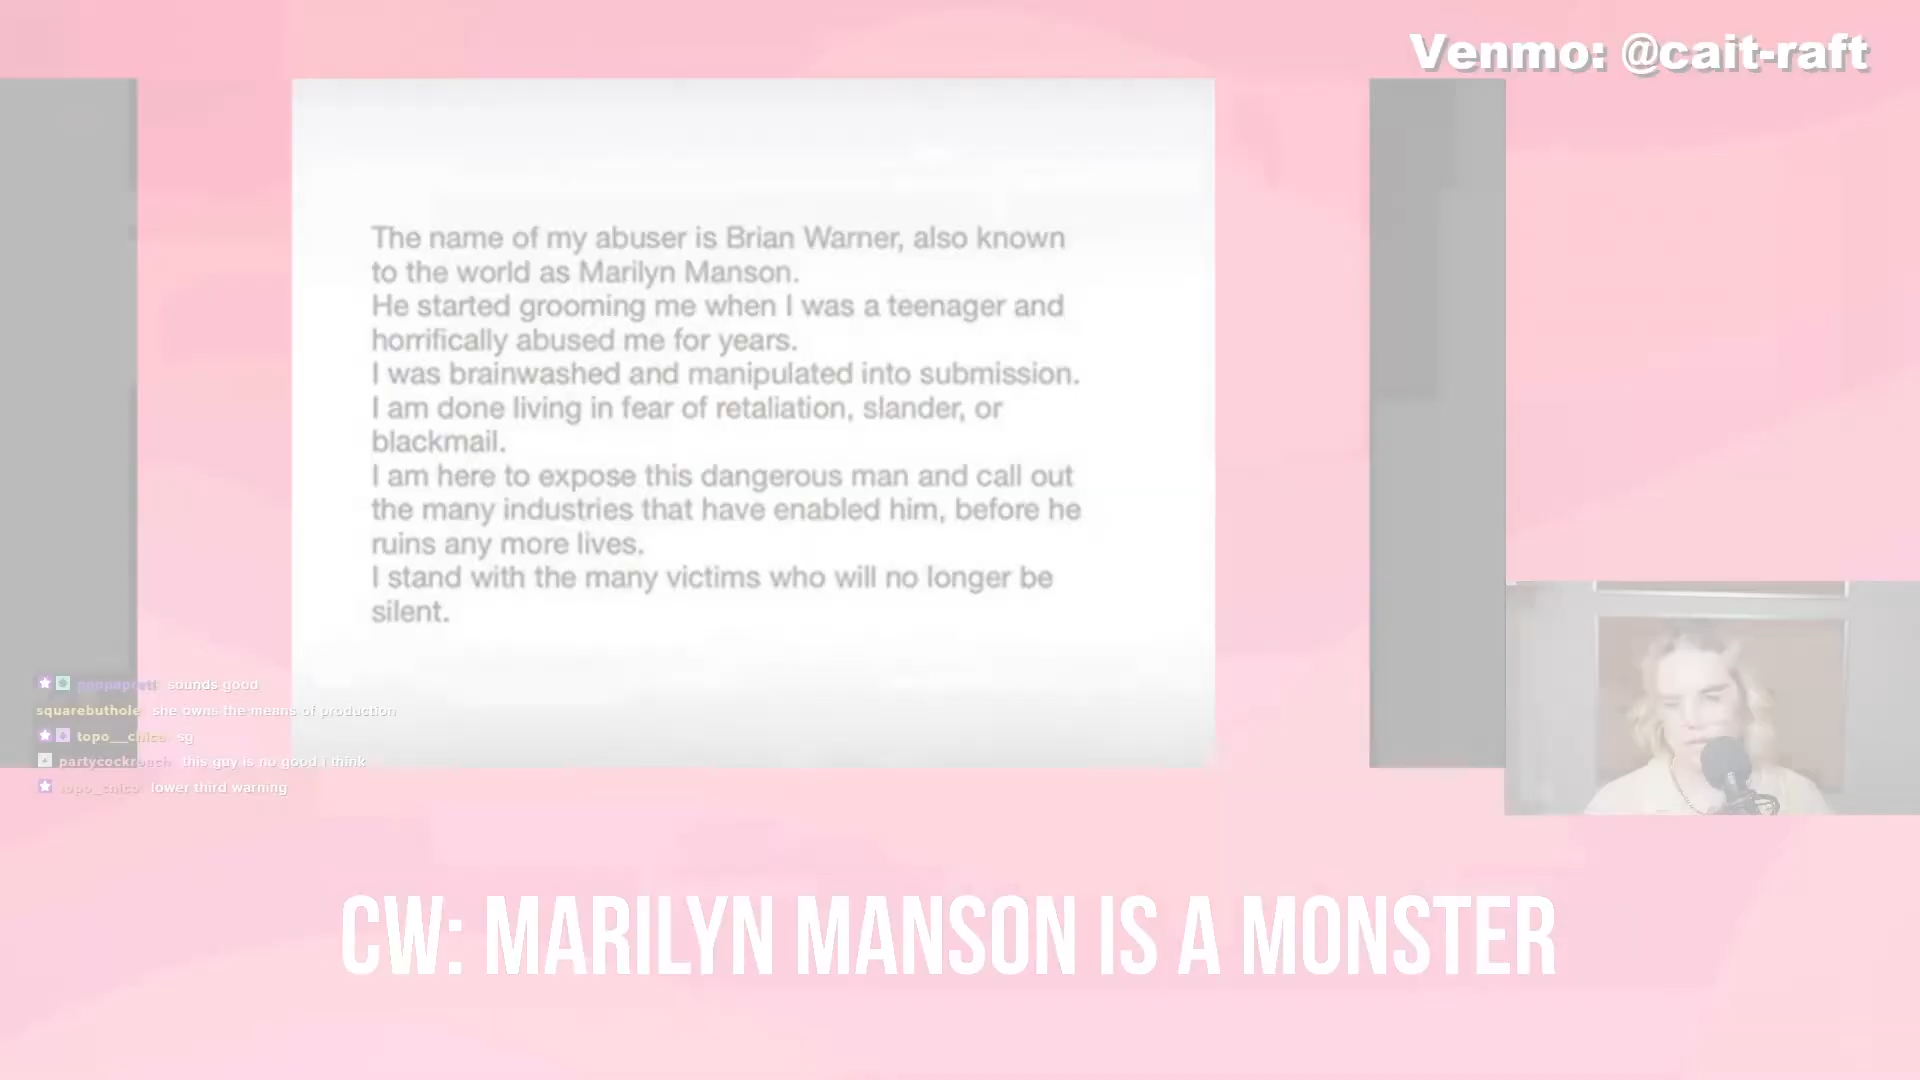 Venmo: @cait-raft
The name of my abuser is Brian Warner, also known
to the world as Marilyn Manson.
He started grooming me when I was a teenager and
horrifically abused me for years.
I was brainwashed and manipulated into submission.
I am done living in fear of retaliation, slander, or
blackmail.
I am here to expose this dangerous man and call out
the many industries that have enabled him, before he
ruins any more lives.
I stand with the many victims who will no longer be
silent.
sounds good
squarebuthole she owns the means of production
topo__chica sg
partycockroach this guy is no good i think
topo_chico lower third warning
CW: MARILYN MANSON IS A MONSTER